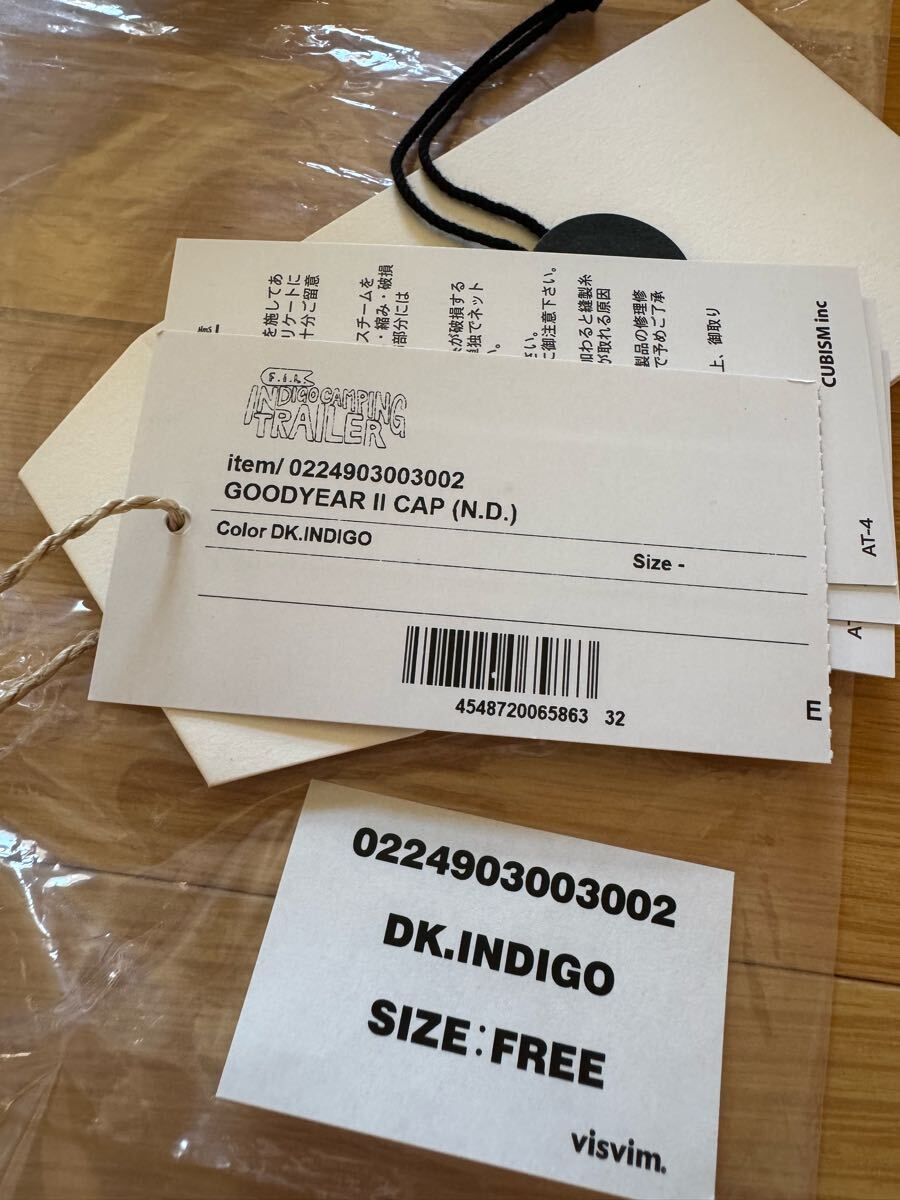 を施してあ
リケートに
十分ご留意
スチームを
・縮み・破損
部分には
が破損する
単独でネット
い。
さい。
に御注意下さい。
加わると縫製糸
が取れる原因
製品の修理修
で予めご了承
上、御取り
CUBISM inc
AT-4
F.I.L.
INDIGO CAMPING
TRAILER
item/ 0224903003002
GOODYEAR II CAP (N.D.)
Color DK.INDIGO
Size -
4548720065863 32
E
0224903003002
DK.INDIGO
SIZE:FREE
visvim.